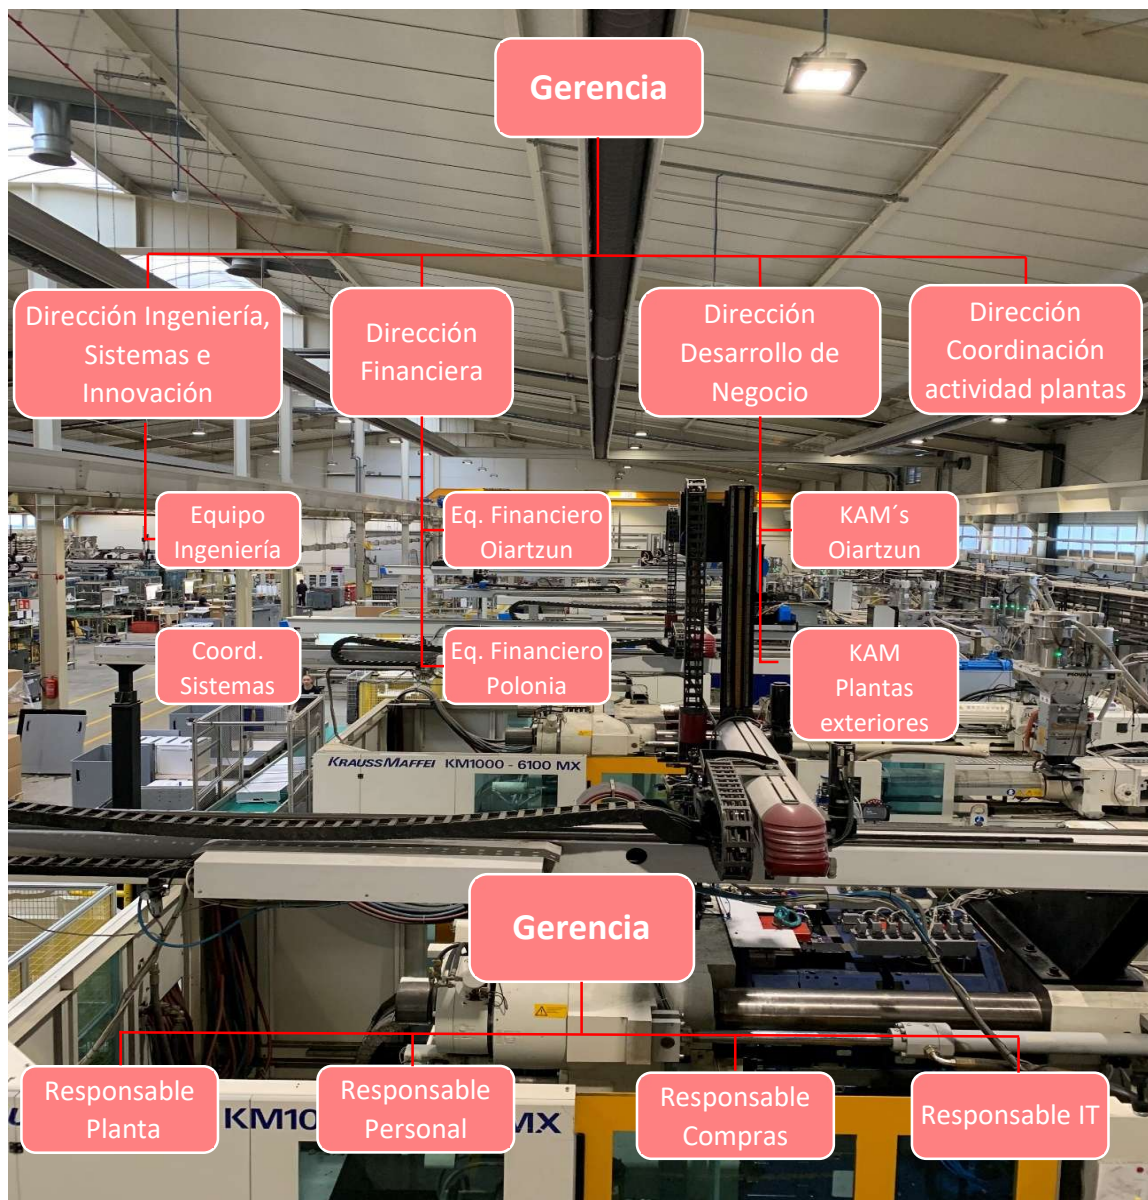 Gerencia
Dirección Ingeniería,
Sistemas e
Innovación
Dirección
Financiera
Dirección
Desarrollo de
Negocio
Dirección
Coordinación
actividad plantas
Equipo
Ingeniería
Eq. Financiero
Oiartzun
KAM´s
Oiartzun
Coord.
Sistemas
Eq. Financiero
Polonia
KAM
Plantas
exteriores
KRAUSSMAFFEI KM1000 - 6100 MX
Gerencia
Responsable
Planta
Responsable
Personal
Responsable
Compras
Responsable IT
KM10
MX